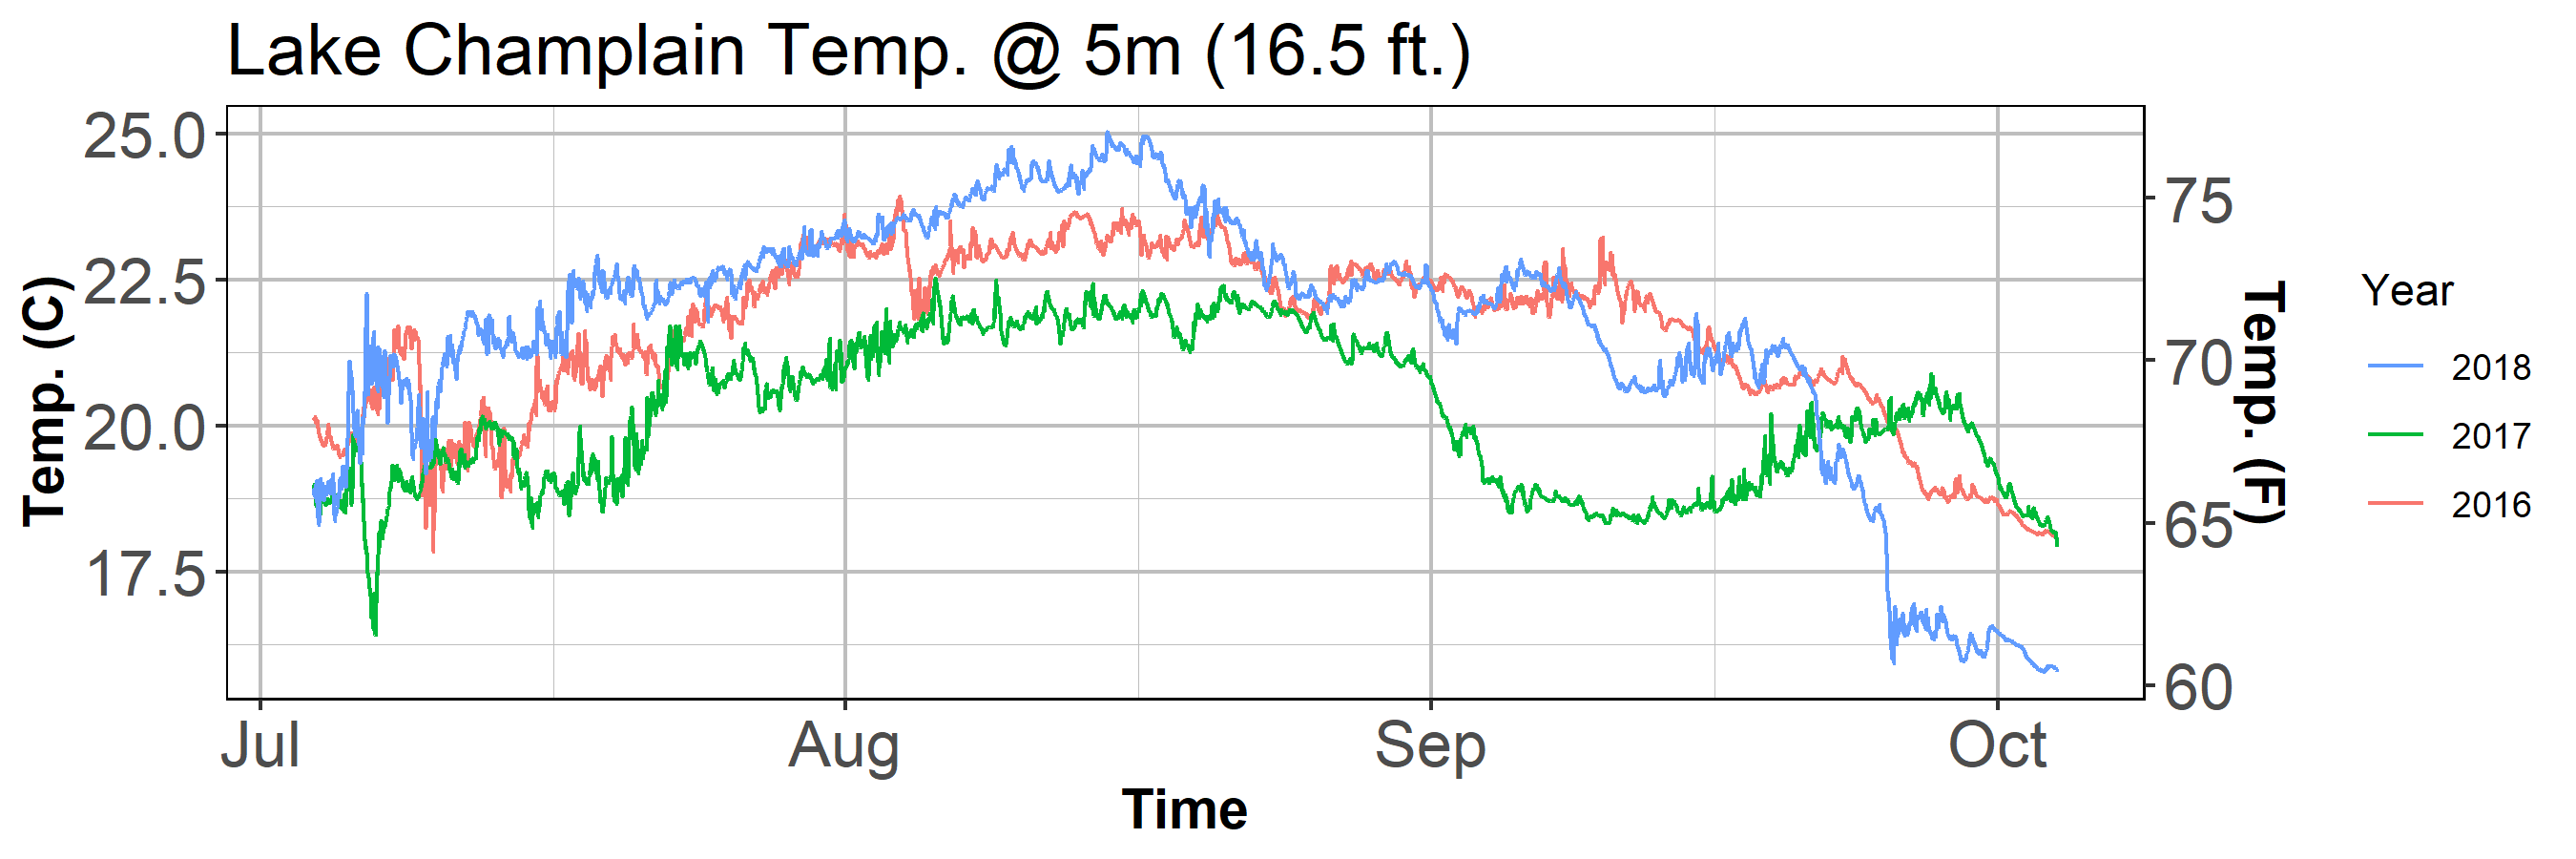 Lake Champlain Temp. @ 5m (16.5 ft.)
Temp. (C)
25.0
22.5
20.0
17.5
75
70
65
60
Temp. (F)
Jul Aug Sep Oct
Time
Year
2018
2017
2016